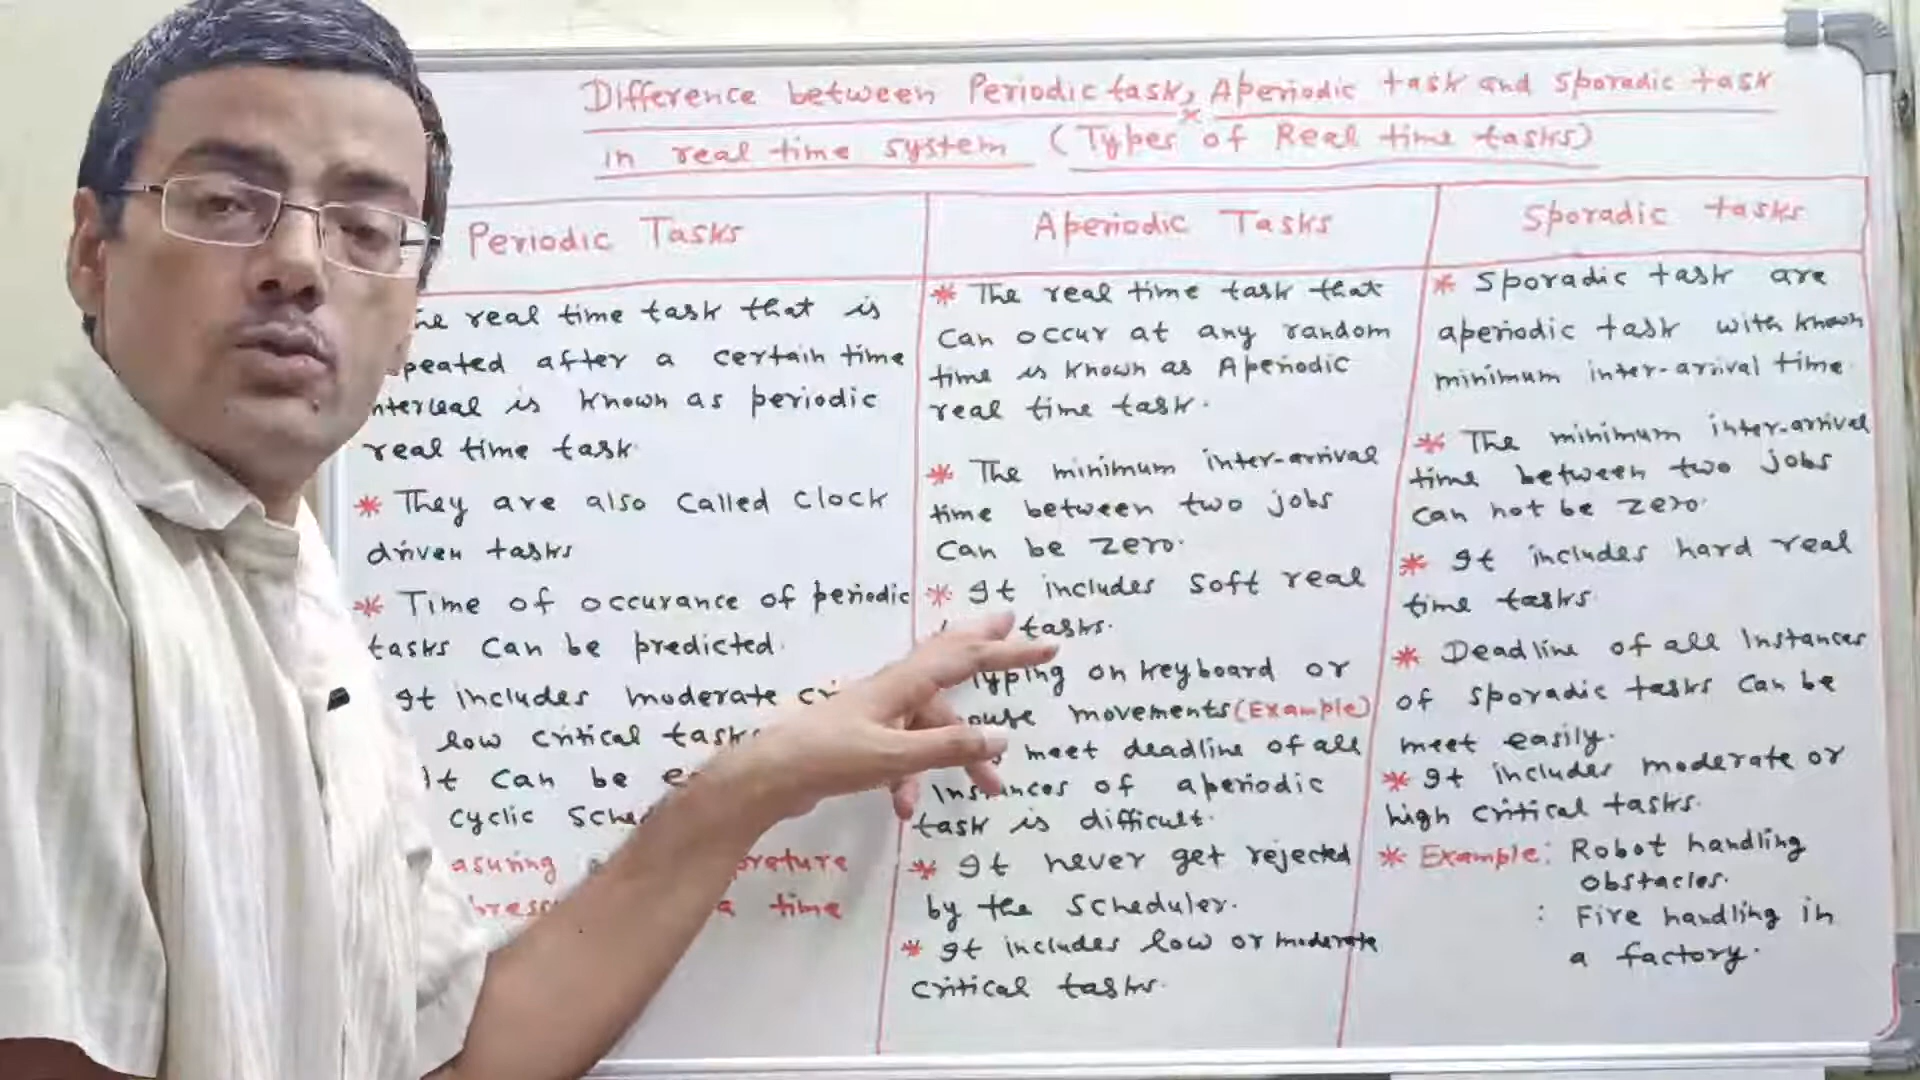 Difference between Periodic task, Aperiodic task and Sporadic task
in real time system (Types of Real time tasks)
Periodic Tasks
real time task that is
after a certain time
is known as periodic
real time task.
* They are also called clock
driven tasks
* Time of occurance of periodic
tasks can be predicted.
It includes moderate
low critical
It can be
cyclic
time
Aperiodic Tasks
* The real time task that
can occur at any random
time is known as Aperiodic
real time task.
* The minimum inter-arrival
time between two jobs
can be zero.
* It includes soft real
tasks.
Typing on keyboard or
movements (Example)
meet deadline of all
of aperiodic
task is difficult.
* It never get rejected
by the scheduler.
* It includes low or moderate
critical tasks.
Sporadic tasks
* Sporadic task are
aperiodic task with known
minimum inter-arrival time.
* The minimum inter-arrival
time between two jobs
can not be zero.
* It includes hard real
time tasks.
* Deadline of all Instances
of sporadic tasks can be
meet easily.
* It includes moderate or
high critical tasks.
* Example: Robot handling
obstacles.
: Fire handling in
a factory.